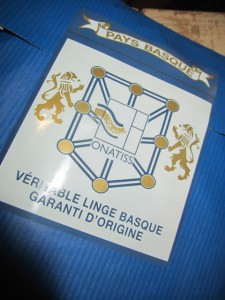 PAYS BASQUE
ONATISS
VÉRITABLE LINGE BASQUE
GARANTI D'ORIGINE